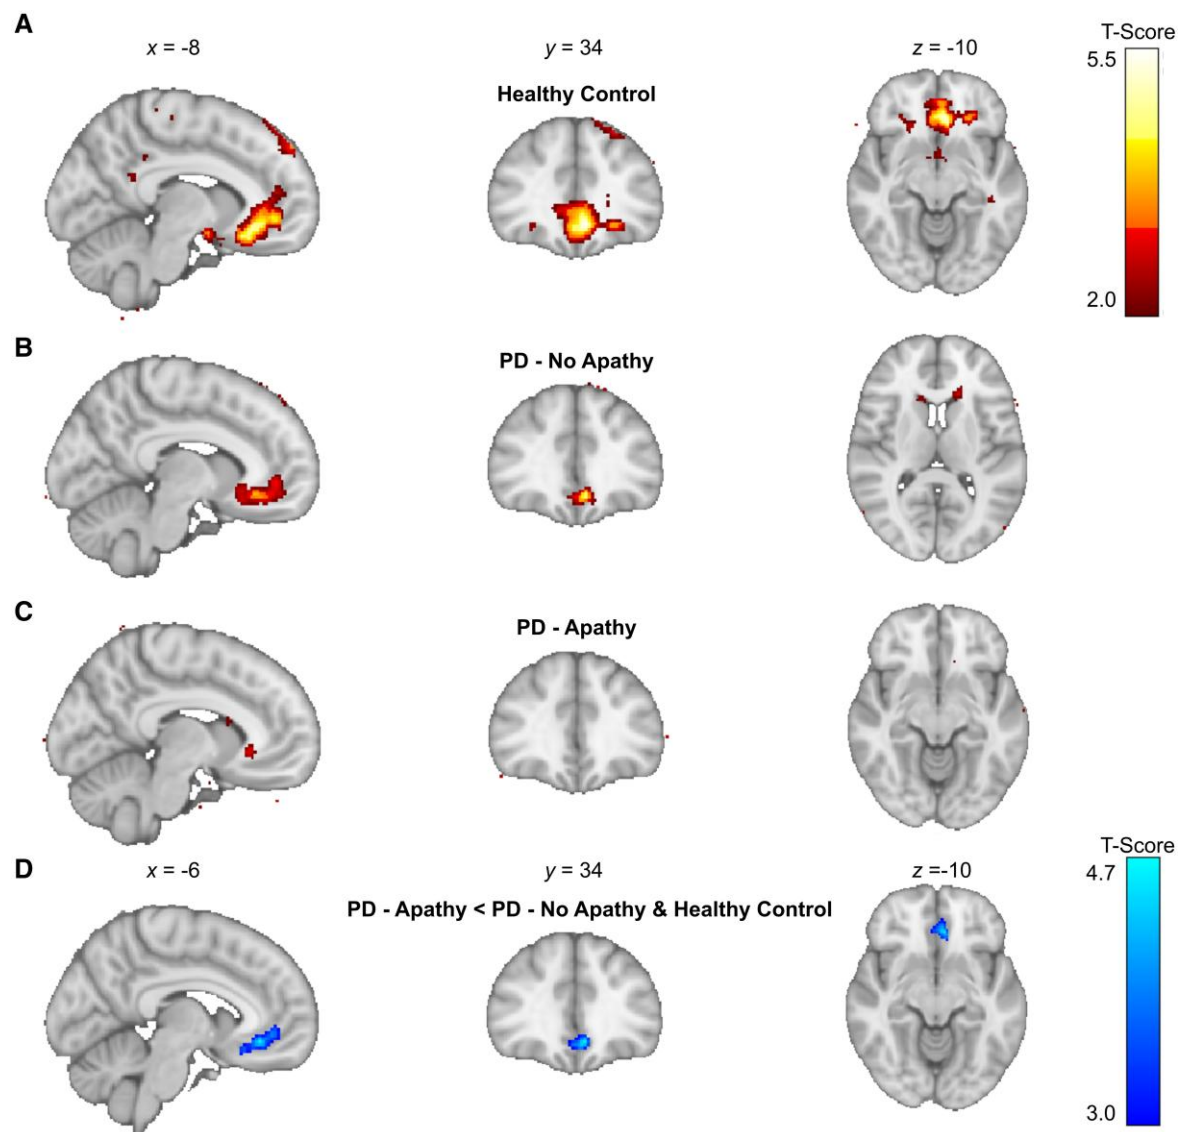 A
x = -8
y = 34
z = -10
T-Score
5.5
Healthy Control
2.0
B
PD - No Apathy
C
PD - Apathy
D
x = -6
y = 34
z =-10
T-Score
4.7
PD - Apathy < PD - No Apathy & Healthy Control
3.0